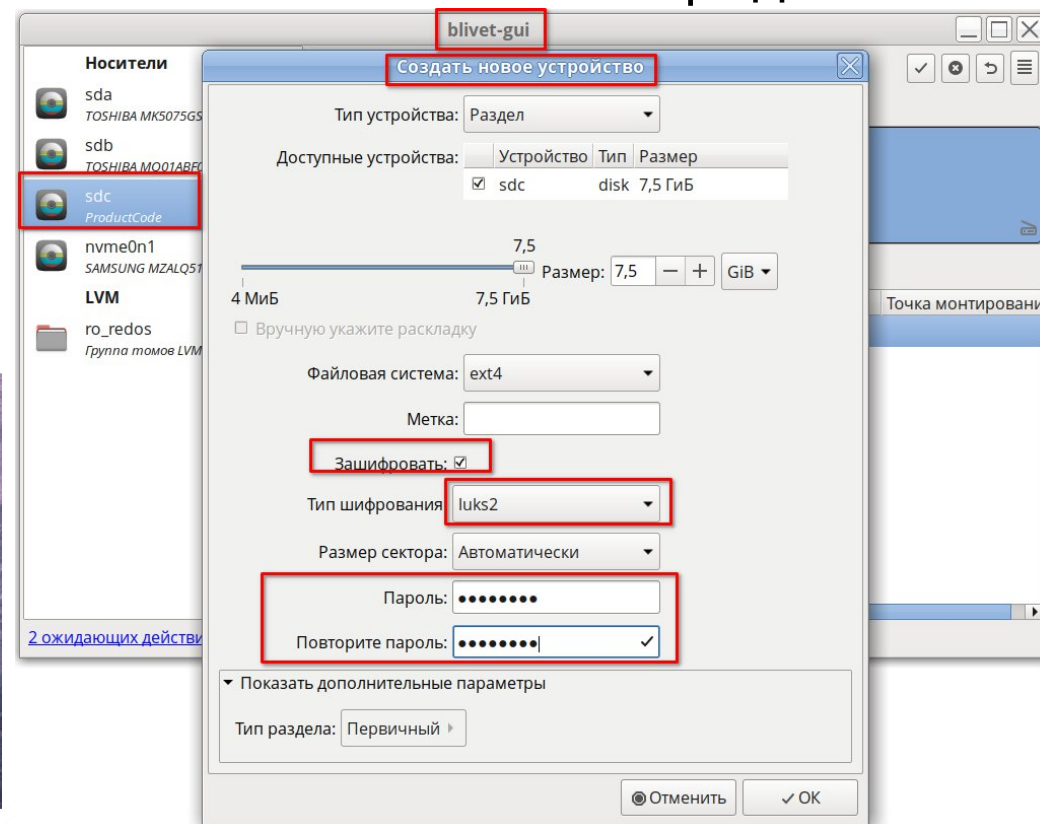 blivet-gui
Носители
sda
TOSHIBA MK5075GS
sdb
TOSHIBA MQ01ABF
sdc
ProductCode
nvme0n1
SAMSUNG MZALQ51
LVM
ro_redos
Группа томов LVM
2 ожидающих действи
Точка монтировани
Создать новое устройство
Тип устройства: Раздел
Доступные устройства: Устройство Тип Размер
sdc disk 7,5 ГиБ
7,5
Размер: 7,5 — + GiB
4 МиБ 7,5 ГиБ
Вручную укажите раскладку
Файловая система: ext4
Метка:
Зашифровать:
Тип шифрования luks2
Размер сектора: Автоматически
Пароль: ●●●●●●●●
Повторите пароль: ●●●●●●●●
Показать дополнительные параметры
Тип раздела: Первичный
Отменить OK